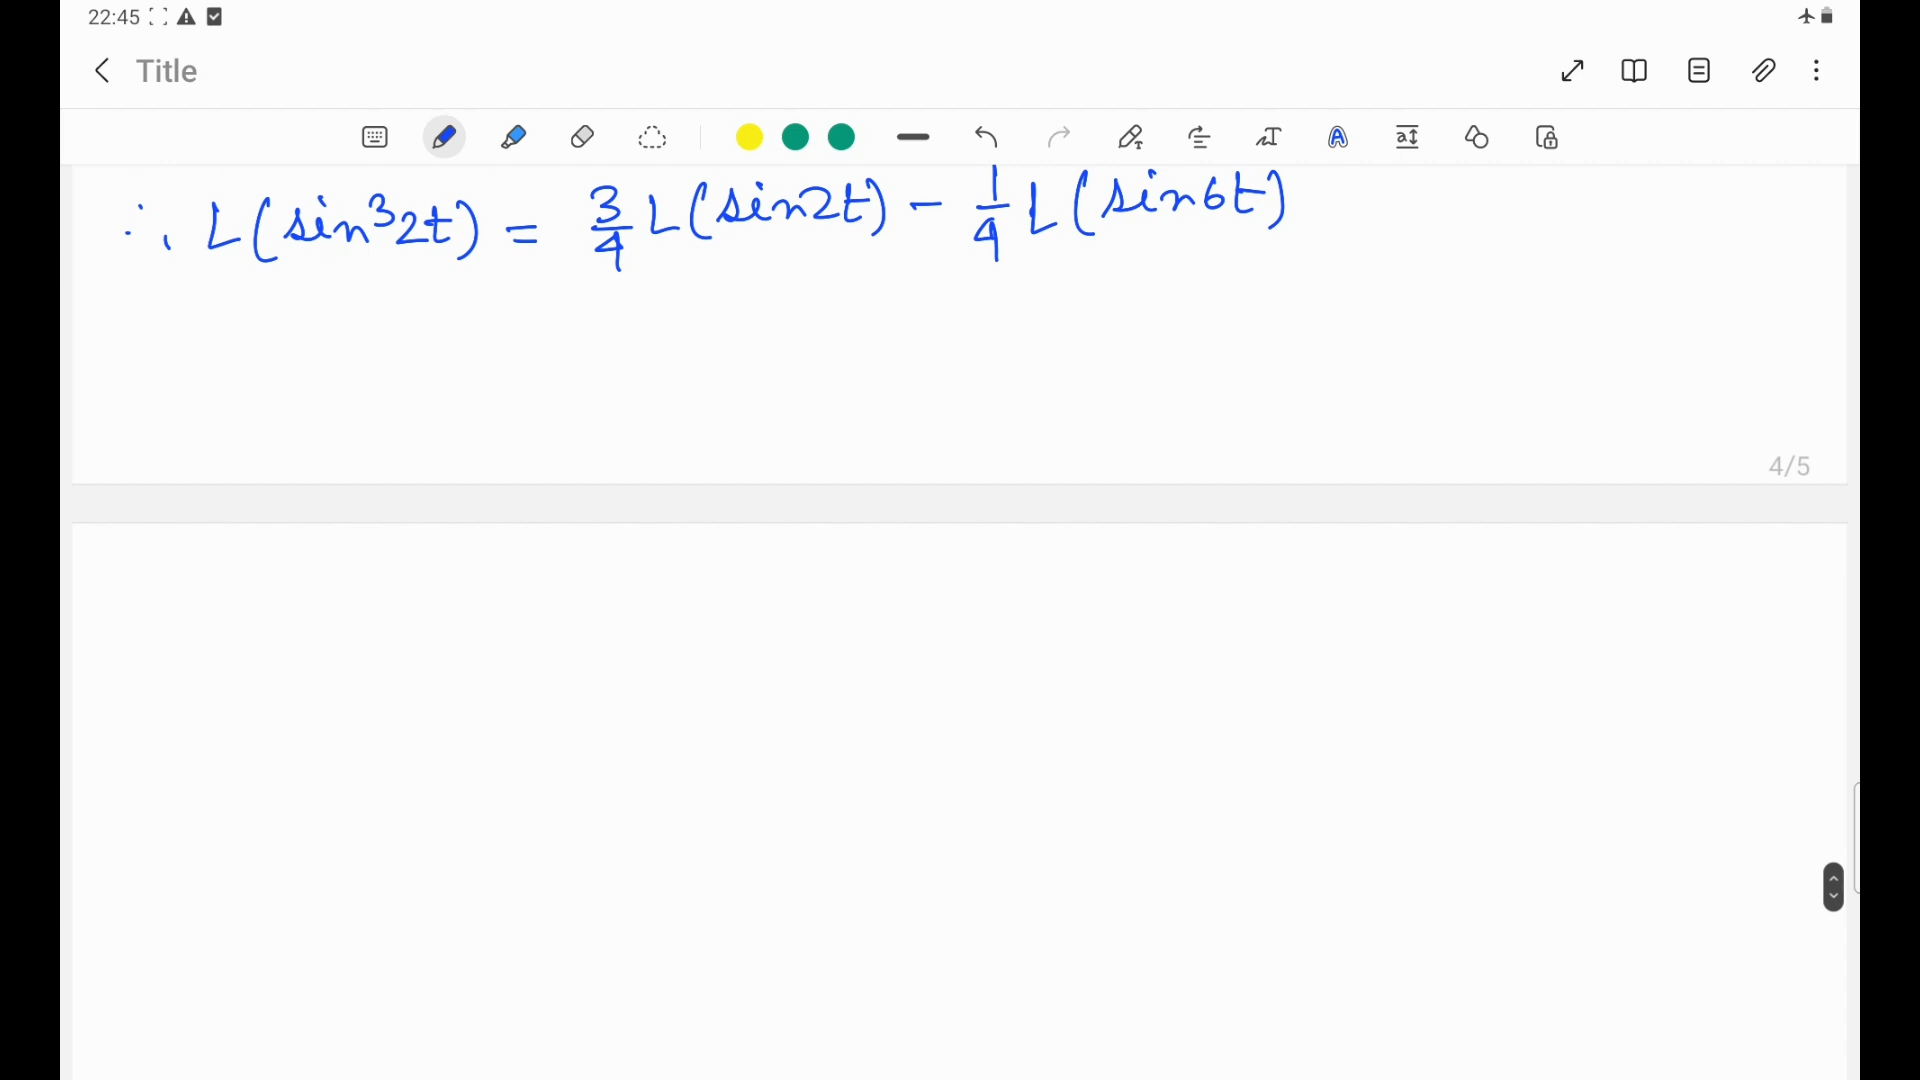 22:45
Title
∴ L(sin³2t) = 3/4 L(sin2t) - 1/4 L(sin6t)
4/5